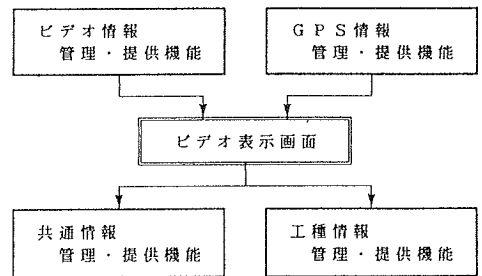 ビデオ情報
管理・提供機能
GPS情報
管理・提供機能
ビデオ表示画面
共通情報
管理・提供機能
工種情報
管理・提供機能